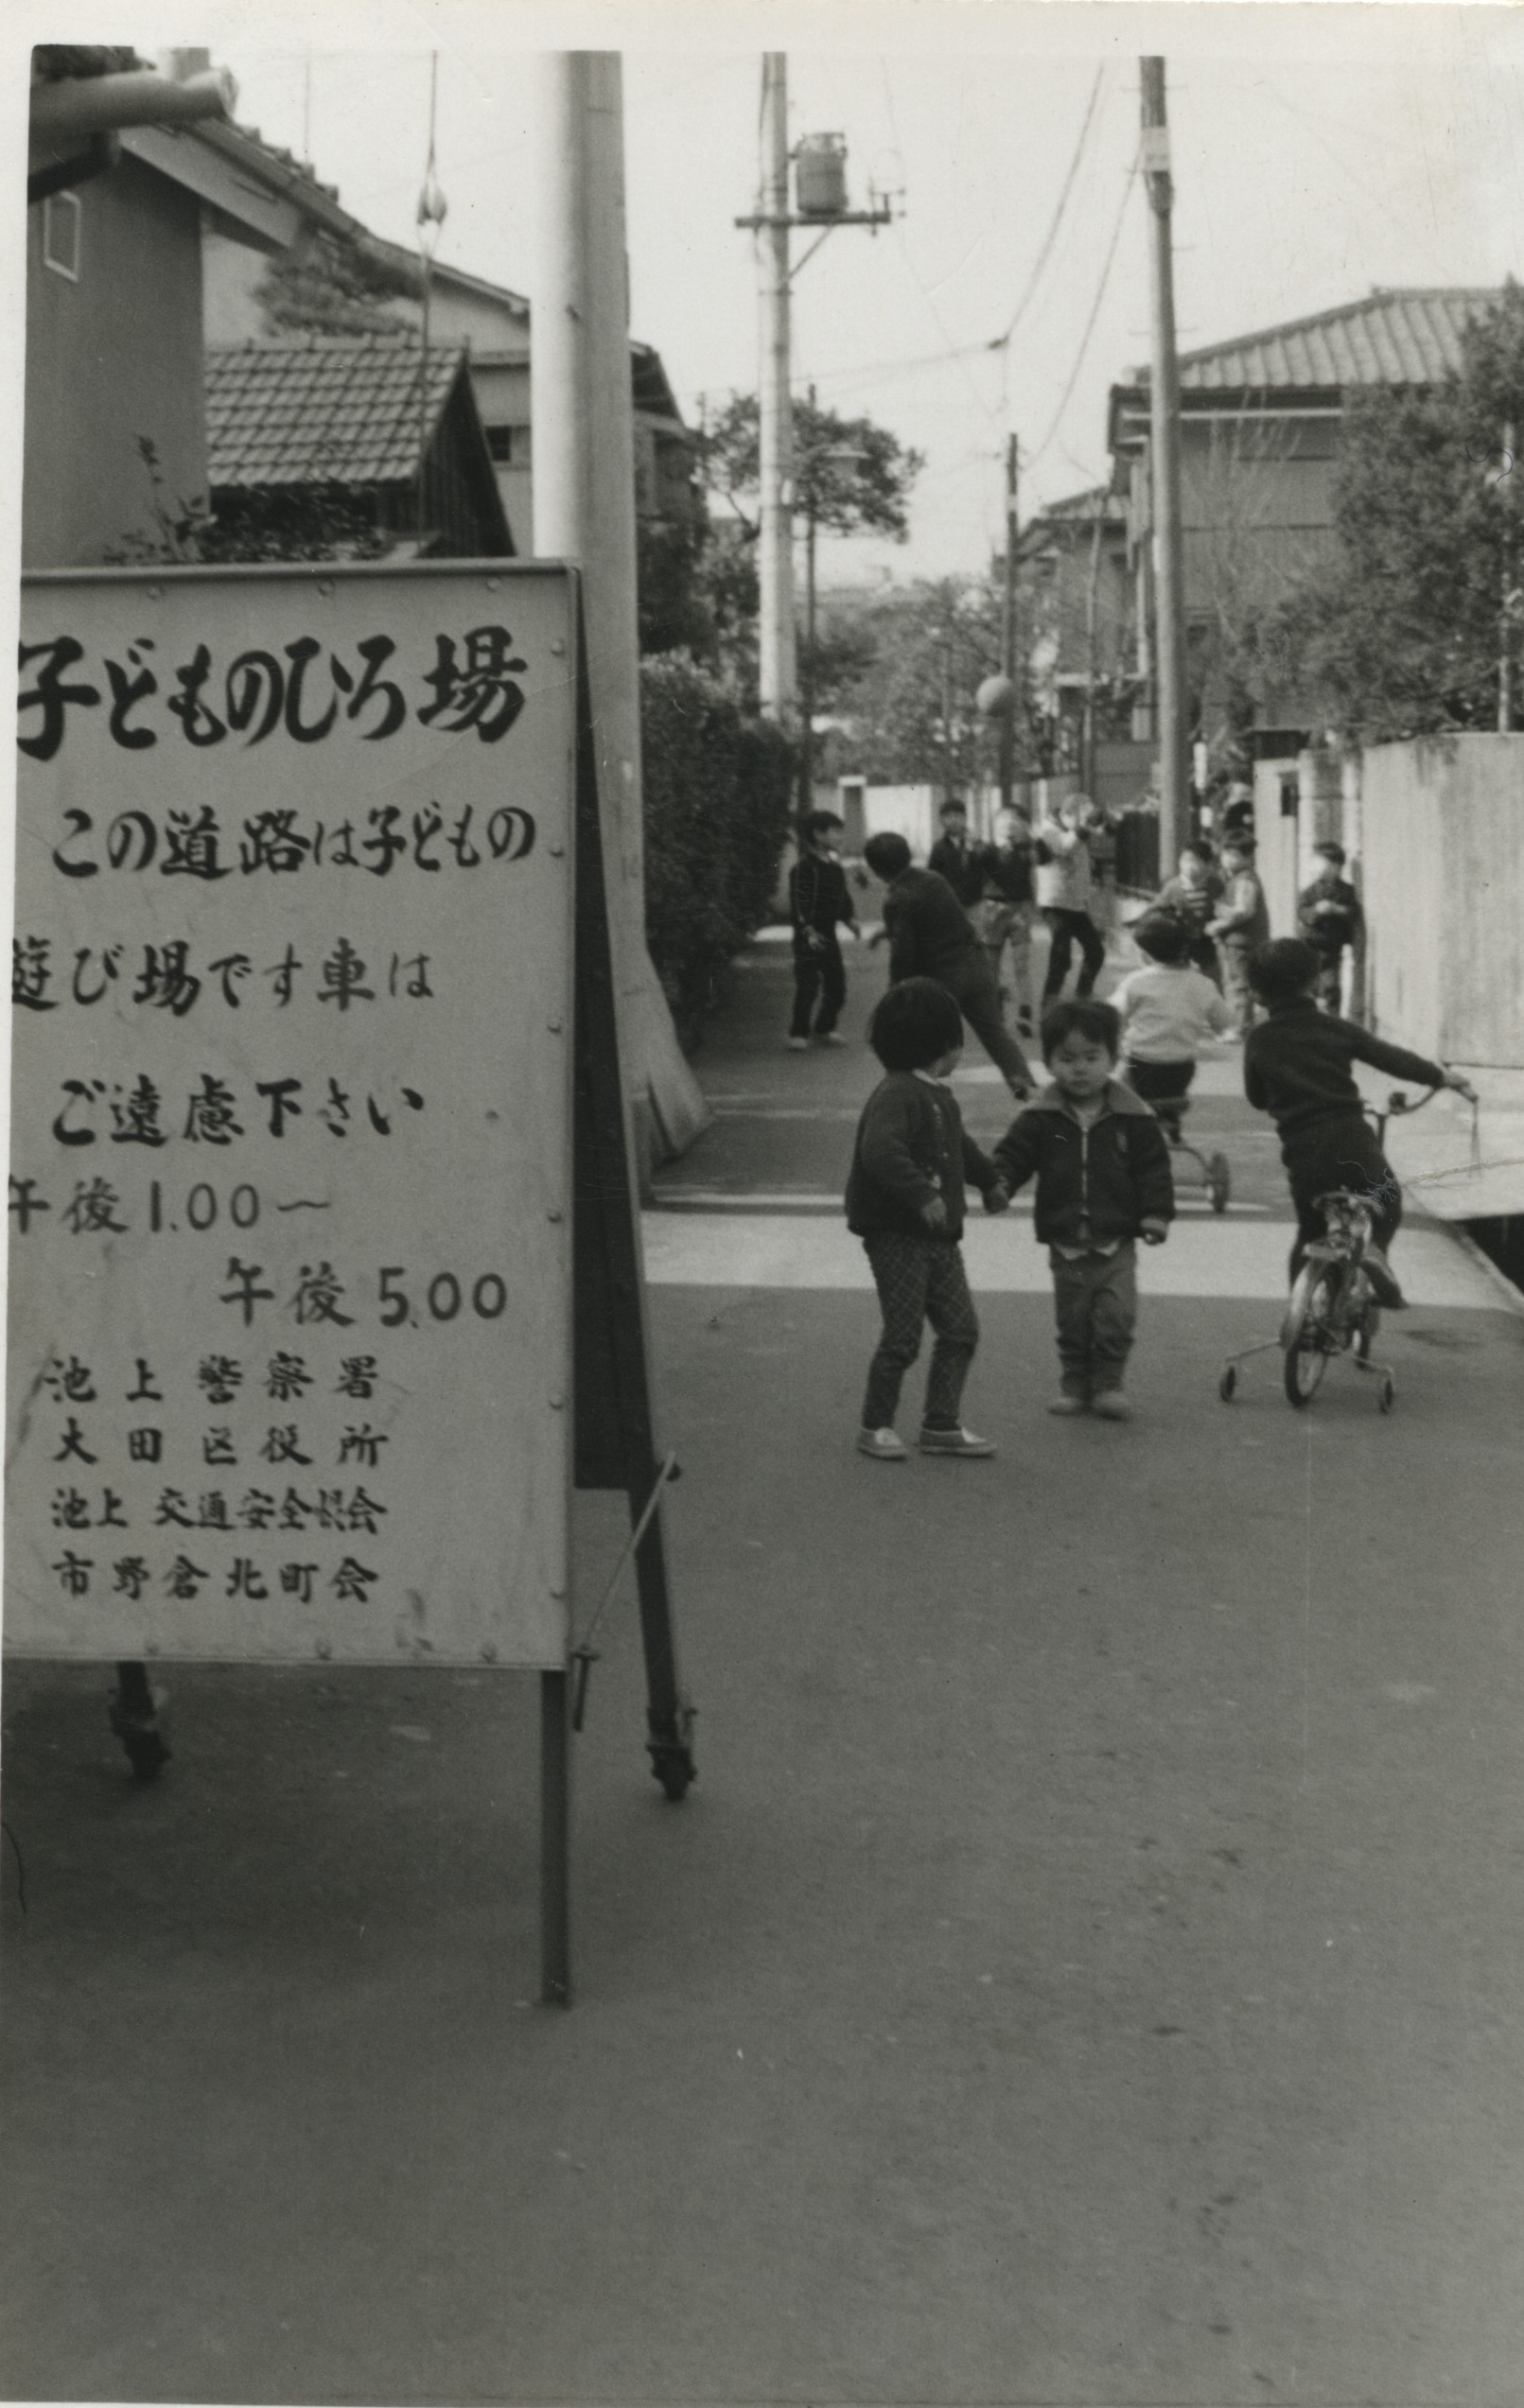 子どものひろ場
この道路は子どもの
遊び場です車は
ご遠慮下さい
午後1.00〜
午後5.00
池上警察署
大田区役所
池上交通安全協会
市野倉北町会